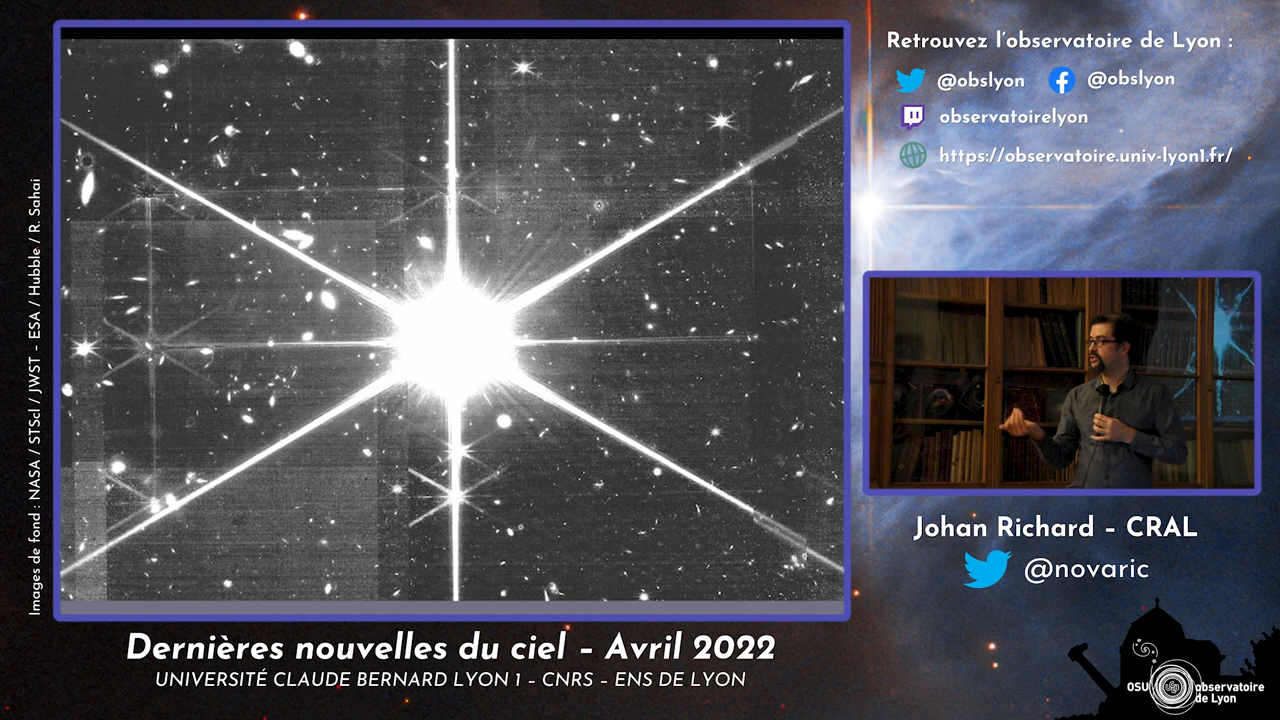 Retrouvez l'observatoire de Lyon :
@obslyon @obslyon
observatoirelyon
https://observatoire.univ-lyon1.fr/
Images de fond : NASA / STScI / JWST - ESA / Hubble / R. Sahai
Johan Richard – CRAL
@novaric
Dernières nouvelles du ciel – Avril 2022
UNIVERSITÉ CLAUDE BERNARD LYON 1 – CNRS – ENS DE LYON
OSUL observatoire
de Lyon